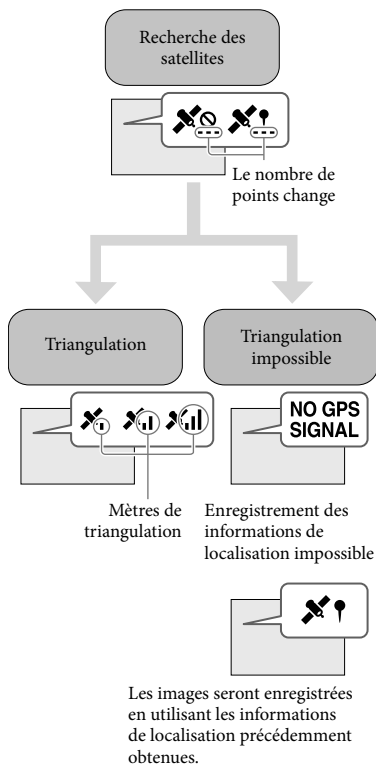 Recherche des
satellites
Le nombre de
points change
Triangulation
Triangulation
impossible
NO GPS
SIGNAL
Mètres de
triangulation
Enregistrement des
informations de
localisation impossible
Les images seront enregistrées
en utilisant les informations
de localisation précédemment
obtenues.